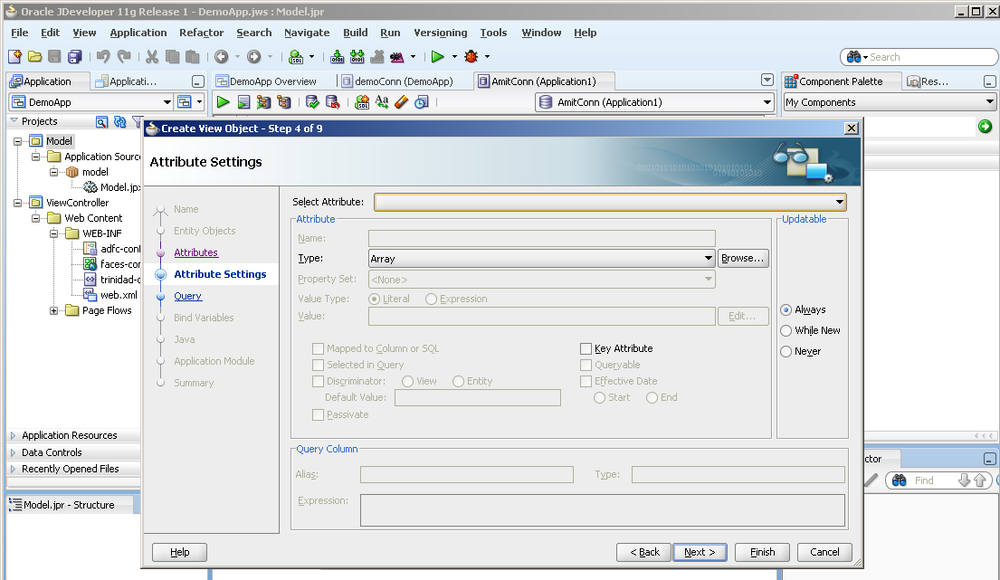 Oracle JDeveloper 11g Release 1 - DemoApp.jws : Model.jpr
File Edit View Application Refactor Search Navigate Build Run Versioning Tools Window Help
Search
Application Applicati... DemoApp Overview demoConn (DemoApp) AmitConn (Application1) Component Palette Res...
DemoApp AmitConn (Application1) My Components
Projects
Model
Application Sourc
model
Model.jpx
ViewController
Web Content
WEB-INF
adfc-conf
faces-con
trinidad-c
web.xml
Page Flows
Application Resources
Data Controls
Recently Opened Files
Model.jpr - Structure
Create View Object - Step 4 of 9
Attribute Settings
Name
Entity Objects
Attributes
Attribute Settings
Query
Bind Variables
Java
Application Module
Summary
Select Attribute:
Attribute
Name:
Type: Array Browse...
Property Set: <None>
Value Type: Literal Expression
Value: Edit...
Mapped to Column or SQL Key Attribute
Selected in Query Queryable
Discriminator: View Entity Effective Date
Default Value: Start End
Passivate
Updatable
Always
While New
Never
Query Column
Alias: Type:
Expression:
Help < Back Next > Finish Cancel
ctor
Find